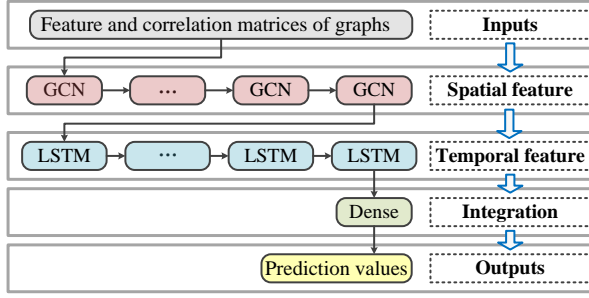 Feature and correlation matrices of graphs Inputs
GCN ... GCN GCN Spatial feature
LSTM ... LSTM LSTM Temporal feature
Dense Integration
Prediction values Outputs